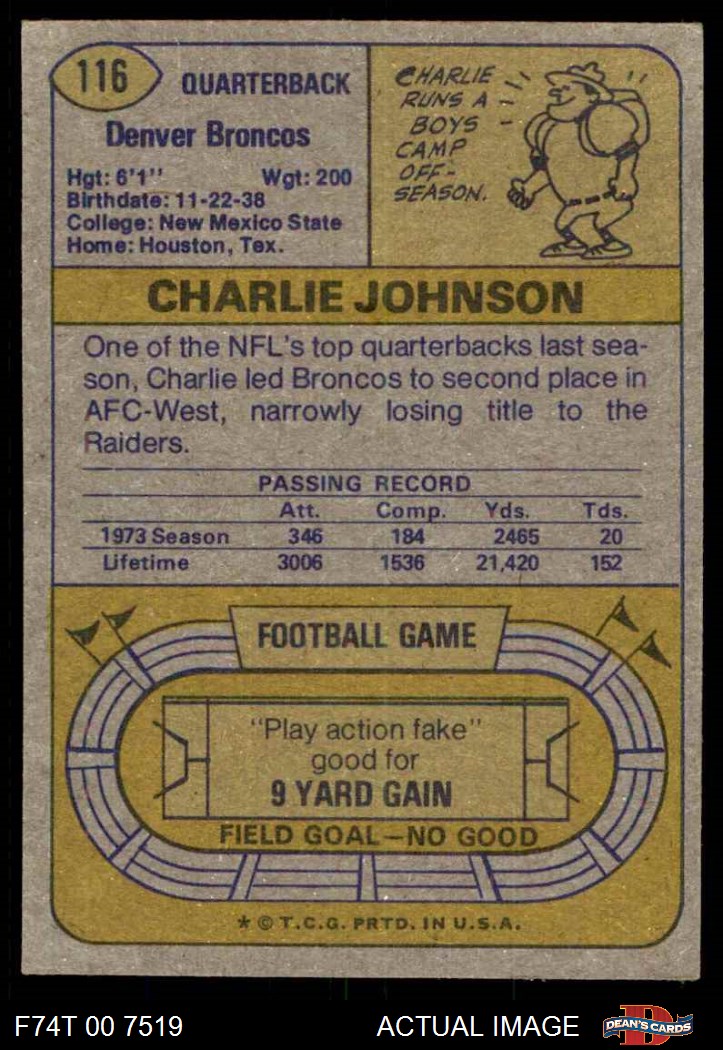 116
QUARTERBACK
Denver Broncos
Hgt: 6'1" Wgt: 200
Birthdate: 11-22-38
College: New Mexico State
Home: Houston, Tex.
CHARLIE
RUNS A
BOYS
CAMP
OFF-
SEASON.
CHARLIE JOHNSON
One of the NFL's top quarterbacks last sea-
son, Charlie led Broncos to second place in
AFC-West, narrowly losing title to the
Raiders.
PASSING RECORD
Att. Comp. Yds. Tds.
1973 Season 346 184 2465 20
Lifetime 3006 1536 21,420 152
FOOTBALL GAME
"Play action fake"
good for
9 YARD GAIN
FIELD GOAL—NO GOOD
* © T.C.G. PRTD. IN U.S.A.
F74T 00 7519 ACTUAL IMAGE
D
DEAN'S CARDS